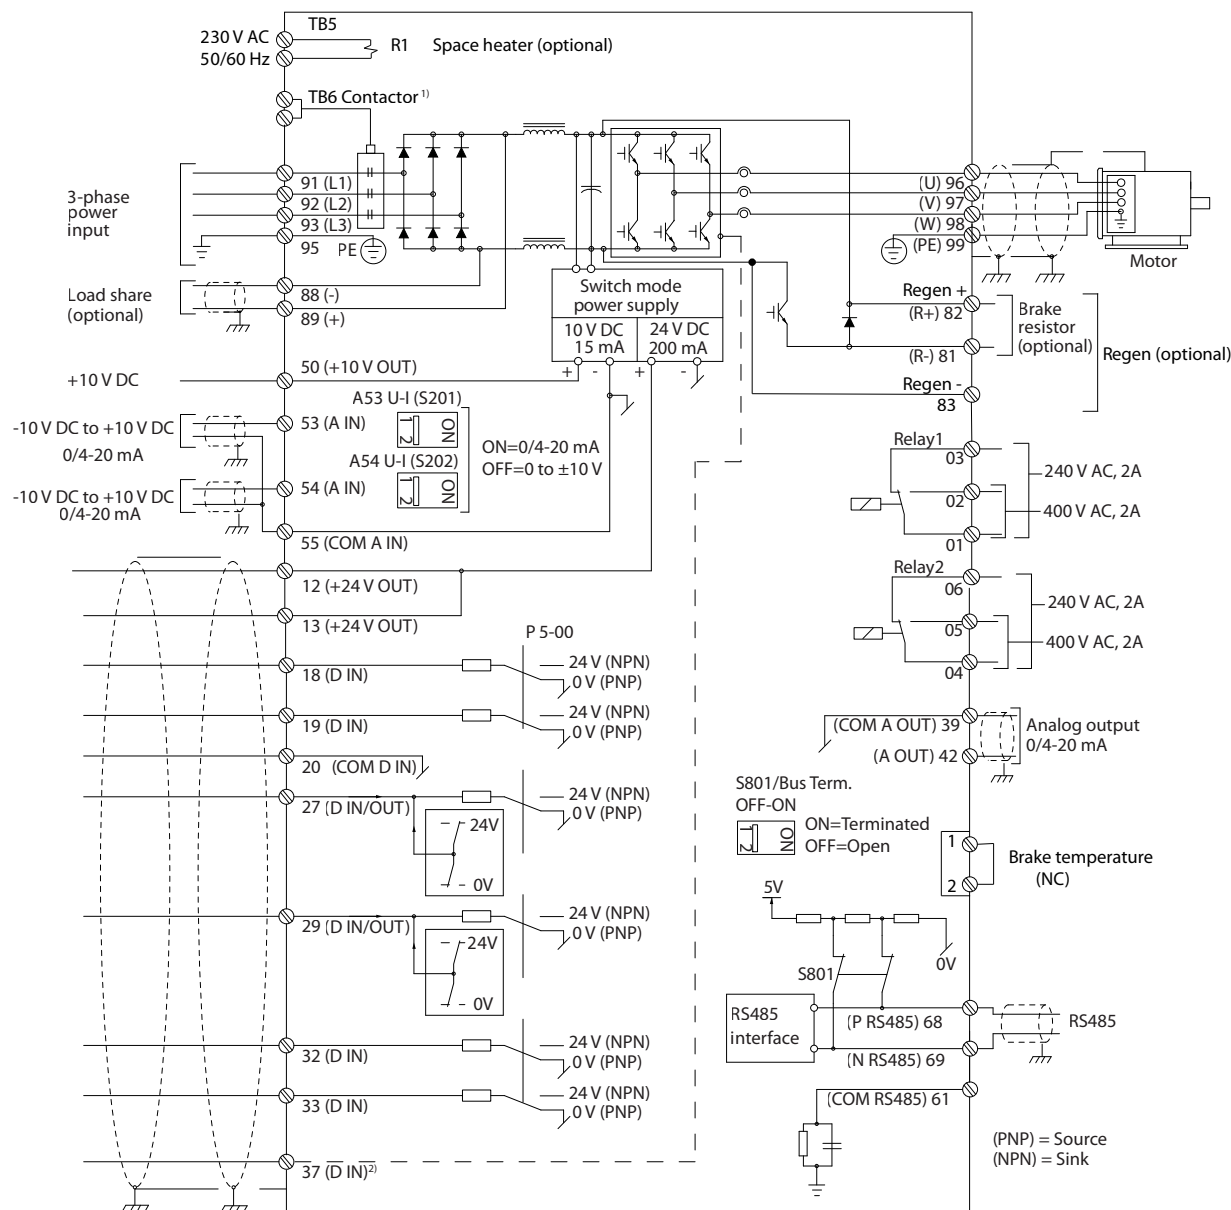 TB5
230 V AC
50/60 Hz
R1
Space heater (optional)
TB6 Contactor 1)
3-phase
power
input
91 (L1)
92 (L2)
93 (L3)
95
PE
(U) 96
(V) 97
(W) 98
(PE) 99
Motor
Load share
(optional)
88 (-)
89 (+)
Switch mode
power supply
10 V DC
15 mA
24 V DC
200 mA
+
-
+
-
Regen +
(R+) 82
Brake
resistor
(optional)
(R-) 81
Regen (optional)
Regen -
83
+10 V DC
50 (+10 V OUT)
A53 U-I (S201)
1 2
ON
A54 U-I (S202)
1 2
ON
ON=0/4-20 mA
OFF=0 to ±10 V
-10 V DC to +10 V DC
0/4-20 mA
53 (A IN)
-10 V DC to +10 V DC
0/4-20 mA
54 (A IN)
55 (COM A IN)
Relay1
03
240 V AC, 2A
02
400 V AC, 2A
01
Relay2
06
240 V AC, 2A
05
400 V AC, 2A
04
12 (+24 V OUT)
13 (+24 V OUT)
P 5-00
18 (D IN)
24 V (NPN)
0 V (PNP)
19 (D IN)
24 V (NPN)
0 V (PNP)
20 (COM D IN)
27 (D IN/OUT)
24 V (NPN)
0 V (PNP)
24V
0V
29 (D IN/OUT)
24 V (NPN)
0 V (PNP)
24V
0V
32 (D IN)
24 V (NPN)
0 V (PNP)
33 (D IN)
24 V (NPN)
0 V (PNP)
37 (D IN) 2)
(COM A OUT) 39
(A OUT) 42
Analog output
0/4-20 mA
S801/Bus Term.
OFF-ON
1 2
ON
ON=Terminated
OFF=Open
1
2
Brake temperature
(NC)
5V
0V
S801
RS485
interface
(P RS485) 68
(N RS485) 69
RS485
(COM RS485) 61
(PNP) = Source
(NPN) = Sink